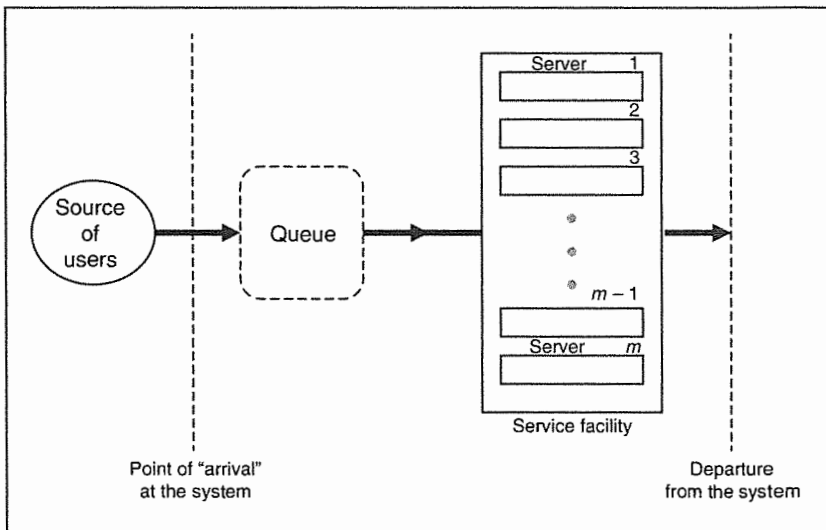 Source
of
users
Queue
Server 1
2
3
m – 1
Server m
Service facility
Point of “arrival”
at the system
Departure
from the system